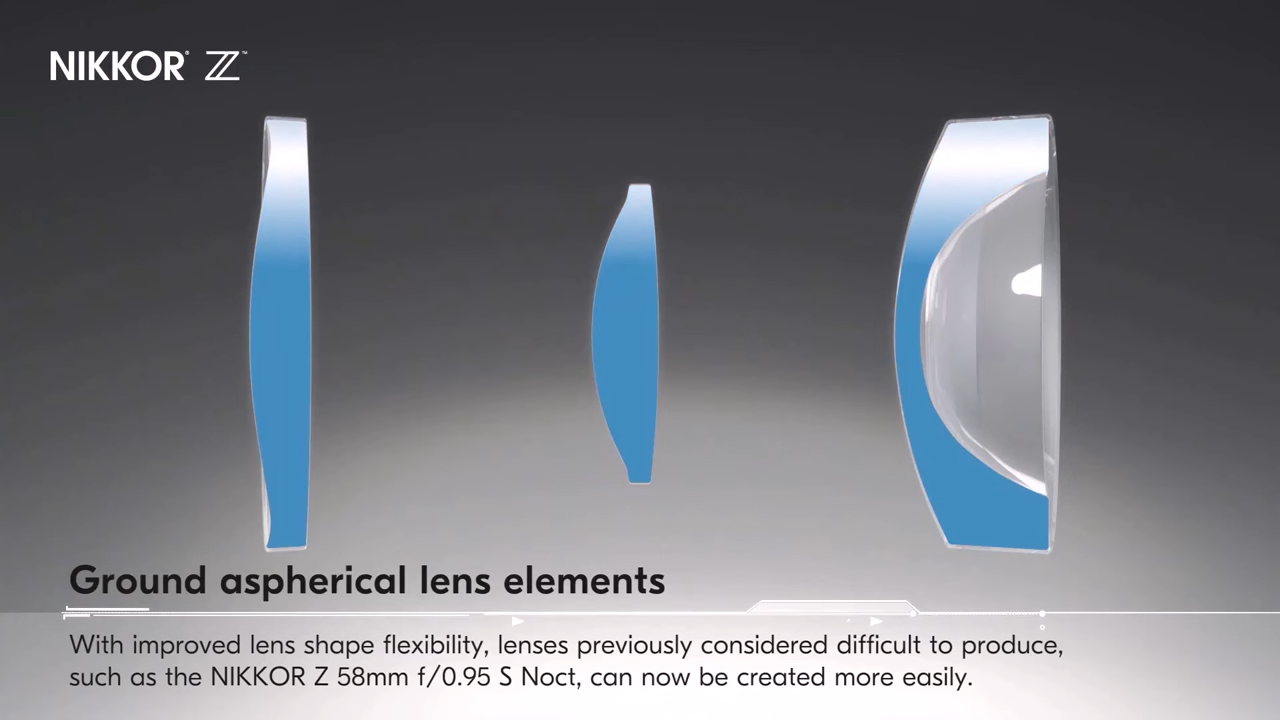 NIKKOR® Z™
Ground aspherical lens elements
With improved lens shape flexibility, lenses previously considered difficult to produce,
such as the NIKKOR Z 58mm f/0.95 S Noct, can now be created more easily.